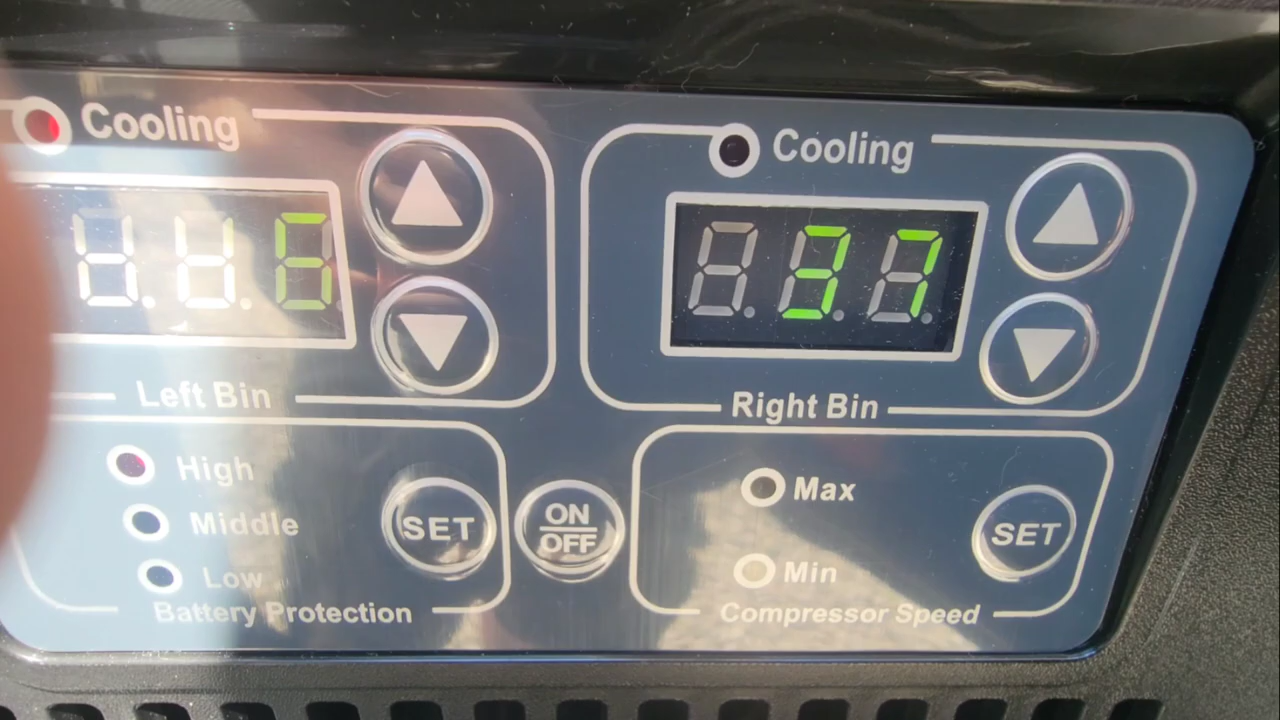 Cooling
Cooling
37
Left Bin
Right Bin
High
Middle
Low
SET
ON
OFF
Max
Min
SET
Battery Protection
Compressor Speed